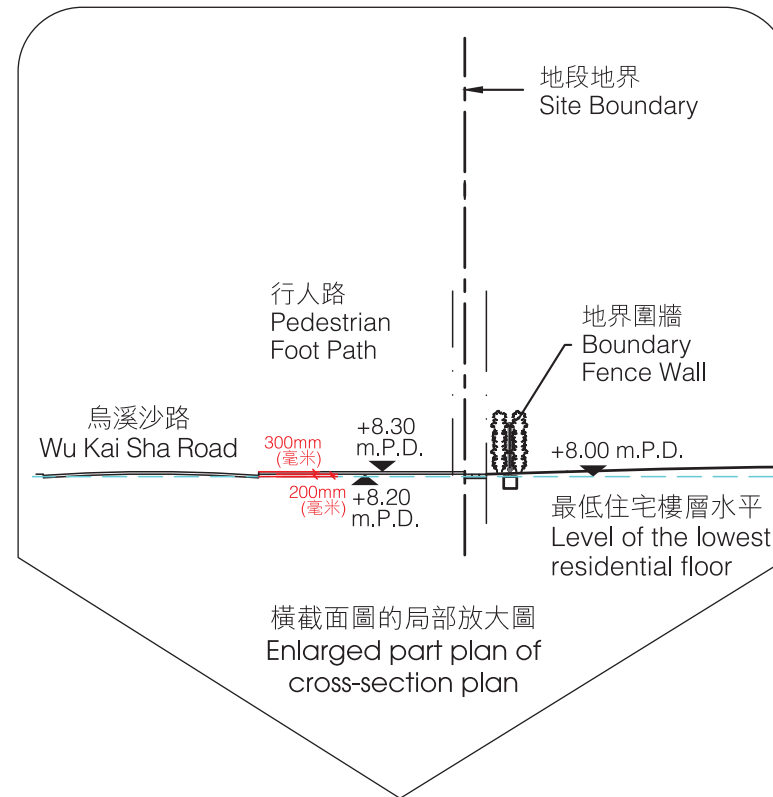 地段地界
Site Boundary
行人路
Pedestrian
Foot Path
地界圍牆
Boundary
Fence Wall
烏溪沙路
Wu Kai Sha Road
300mm
(毫米)
+8.30
m.P.D.
200mm
(毫米)
+8.20
m.P.D.
+8.00 m.P.D.
最低住宅樓層水平
Level of the lowest
residential floor
橫截面圖的局部放大圖
Enlarged part plan of
cross-section plan